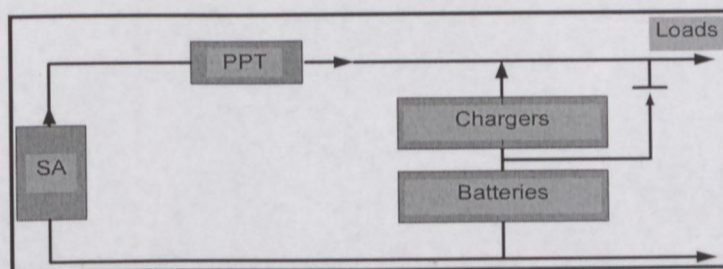 Loads
PPT
Chargers
SA
Batteries